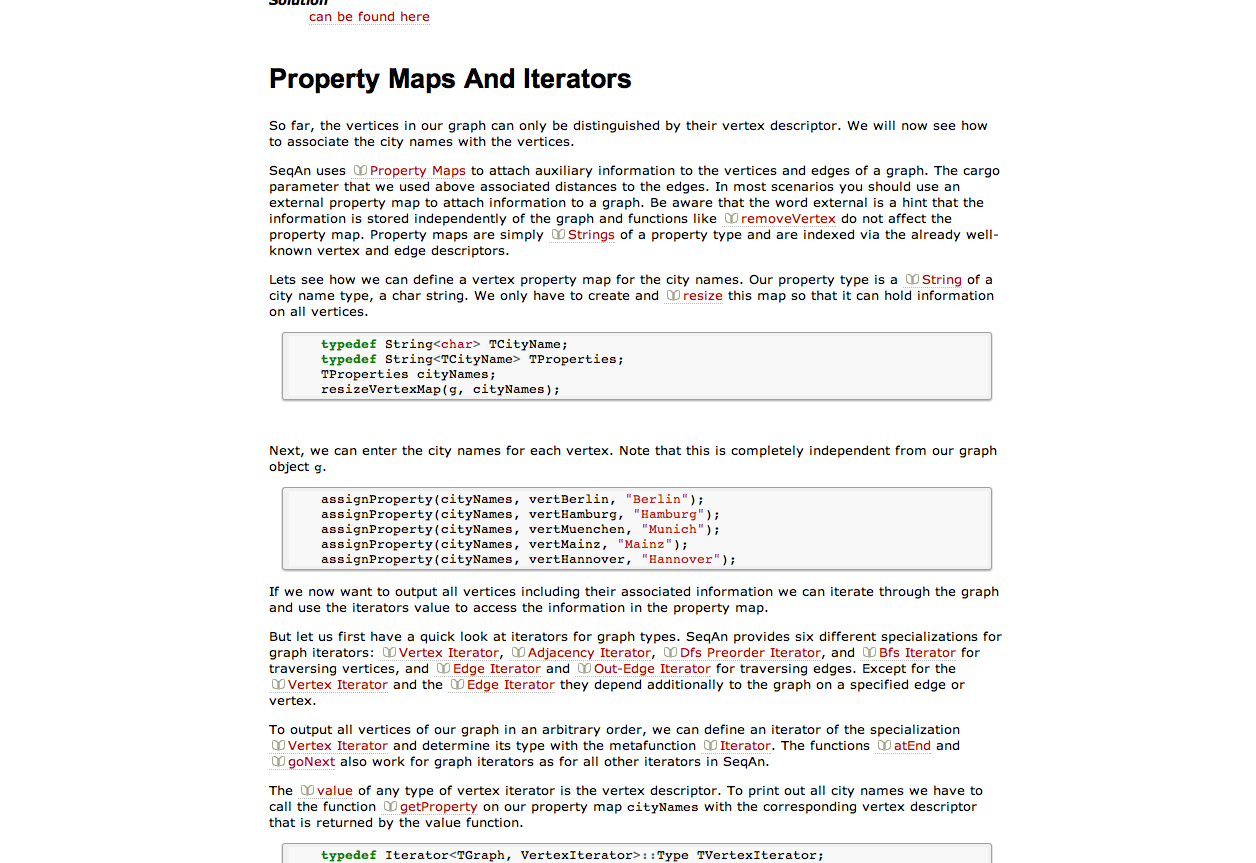 Solution
can be found here
Property Maps And Iterators
So far, the vertices in our graph can only be distinguished by their vertex descriptor. We will now see how
to associate the city names with the vertices.
SeqAn uses Property Maps to attach auxiliary information to the vertices and edges of a graph. The cargo
parameter that we used above associated distances to the edges. In most scenarios you should use an
external property map to attach information to a graph. Be aware that the word external is a hint that the
information is stored independently of the graph and functions like removeVertex do not affect the
property map. Property maps are simply Strings of a property type and are indexed via the already well-
known vertex and edge descriptors.
Lets see how we can define a vertex property map for the city names. Our property type is a String of a
city name type, a char string. We only have to create and resize this map so that it can hold information
on all vertices.
typedef String<char> TCityName;
typedef String<TCityName> TProperties;
TProperties cityNames;
resizeVertexMap(g, cityNames);
Next, we can enter the city names for each vertex. Note that this is completely independent from our graph
object g.
assignProperty(cityNames, vertBerlin, "Berlin");
assignProperty(cityNames, vertHamburg, "Hamburg");
assignProperty(cityNames, vertMuenchen, "Munich");
assignProperty(cityNames, vertMainz, "Mainz");
assignProperty(cityNames, vertHannover, "Hannover");
If we now want to output all vertices including their associated information we can iterate through the graph
and use the iterators value to access the information in the property map.
But let us first have a quick look at iterators for graph types. SeqAn provides six different specializations for
graph iterators: Vertex Iterator, Adjacency Iterator, Dfs Preorder Iterator, and Bfs Iterator for
traversing vertices, and Edge Iterator and Out-Edge Iterator for traversing edges. Except for the
Vertex Iterator and the Edge Iterator they depend additionally to the graph on a specified edge or
vertex.
To output all vertices of our graph in an arbitrary order, we can define an iterator of the specialization
Vertex Iterator and determine its type with the metafunction Iterator. The functions atEnd and
goNext also work for graph iterators as for all other iterators in SeqAn.
The value of any type of vertex iterator is the vertex descriptor. To print out all city names we have to
call the function getProperty on our property map cityNames with the corresponding vertex descriptor
that is returned by the value function.
typedef Iterator<TGraph, VertexIterator>::Type TVertexIterator;